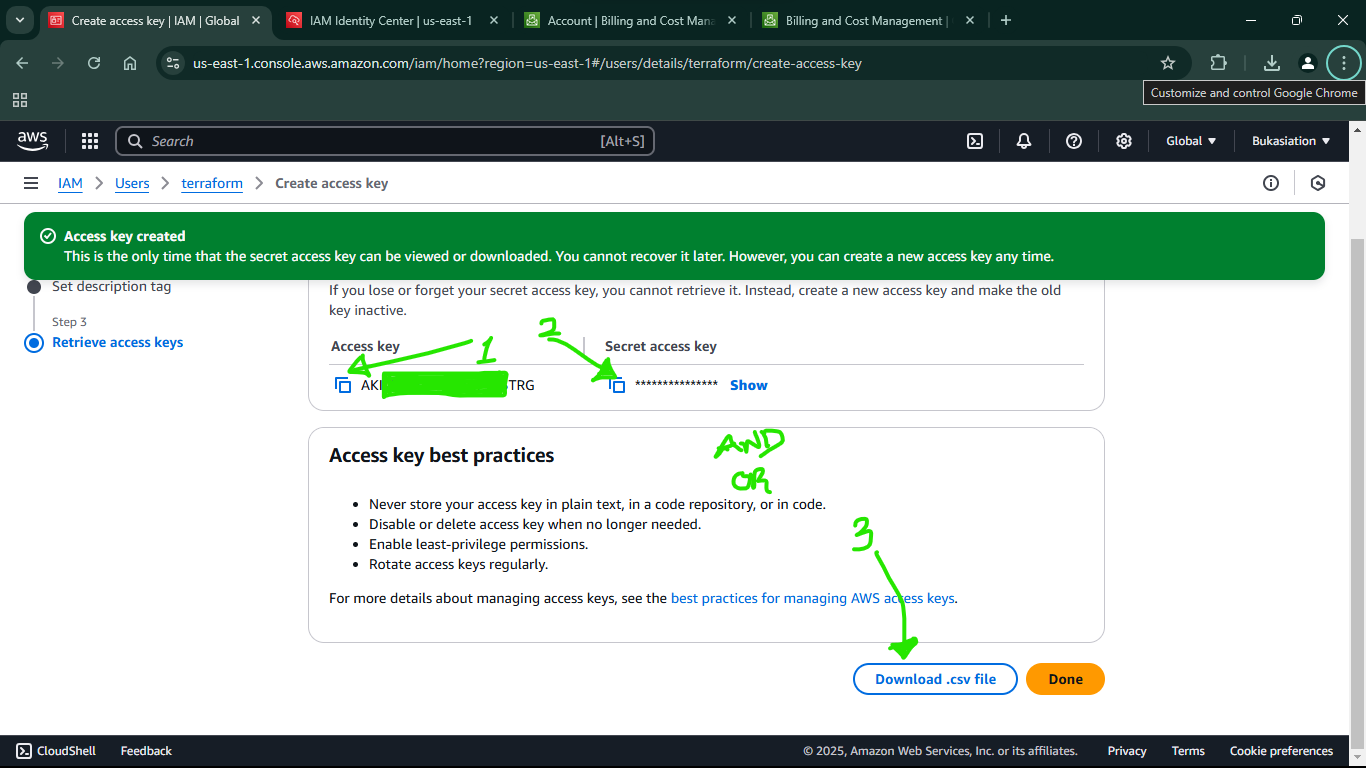 Create access key | IAM | Global
IAM Identity Center | us-east-1
Account | Billing and Cost Mana
Billing and Cost Management |
us-east-1.console.aws.amazon.com/iam/home?region=us-east-1#/users/details/terraform/create-access-key
Customize and control Google Chrome
aws
Search
[Alt+S]
Global
Bukasiation
IAM > Users > terraform > Create access key
Access key created
This is the only time that the secret access key can be viewed or downloaded. You cannot recover it later. However, you can create a new access key any time.
Set description tag
Step 3
Retrieve access keys
If you lose or forget your secret access key, you cannot retrieve it. Instead, create a new access key and make the old
key inactive.
1
2
Access key
Secret access key
TRG
*************** Show
AND
OR
Access key best practices
Never store your access key in plain text, in a code repository, or in code.
Disable or delete access key when no longer needed.
Enable least-privilege permissions.
Rotate access keys regularly.
3
For more details about managing access keys, see the best practices for managing AWS access keys.
Download .csv file
Done
CloudShell
Feedback
© 2025, Amazon Web Services, Inc. or its affiliates.
Privacy
Terms
Cookie preferences